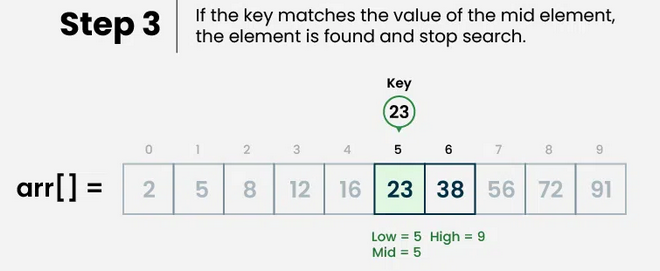 Step 3
If the key matches the value of the mid element,
the element is found and stop search.
Key
23
0 1 2 3 4 5 6 7 8 9
arr[] = 2 5 8 12 16 23 38 56 72 91
Low = 5 High = 9
Mid = 5